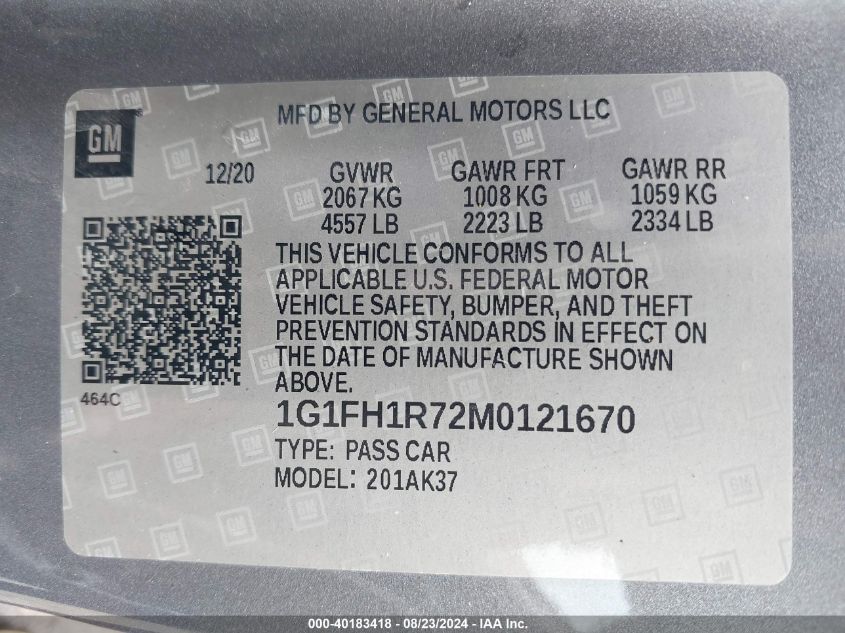 MFD BY GENERAL MOTORS LLC
GM
12/20 GVWR GAWR FRT GAWR RR
2067 KG 1008 KG 1059 KG
4557 LB 2223 LB 2334 LB
THIS VEHICLE CONFORMS TO ALL
APPLICABLE U.S. FEDERAL MOTOR
VEHICLE SAFETY, BUMPER, AND THEFT
PREVENTION STANDARDS IN EFFECT ON
THE DATE OF MANUFACTURE SHOWN
ABOVE.
464C
1G1FH1R72M0121670
TYPE: PASS CAR
MODEL: 201AK37
000-40183418 - 08/23/2024 - IAA Inc.